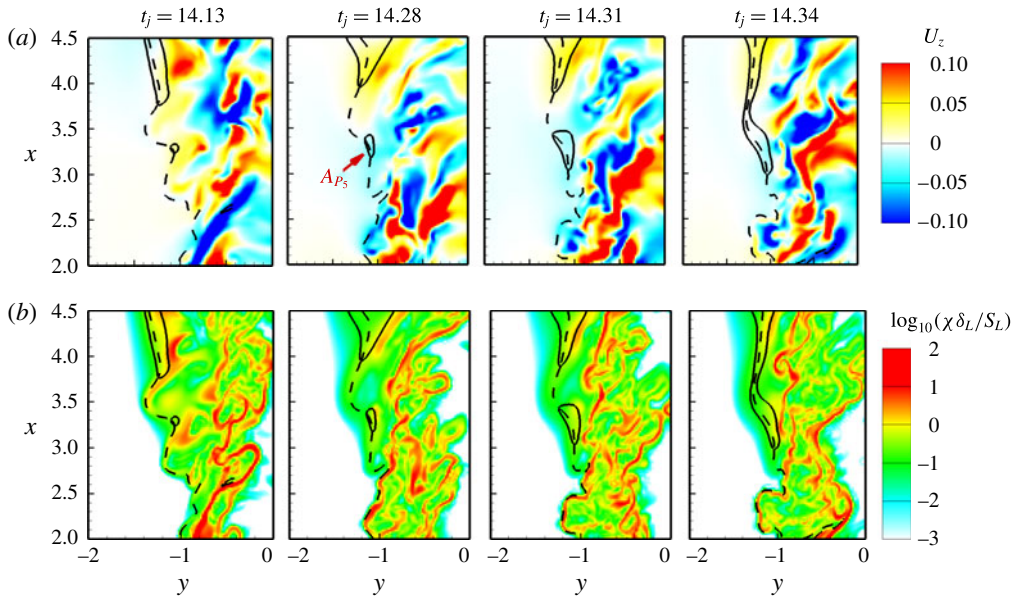 t_j = 14.13 t_j = 14.28 t_j = 14.31 t_j = 14.34
(a) 4.5 U_z
4.0 0.10
3.5 0.05
x 0
3.0 A_{P_5} −0.05
2.5 −0.10
2.0
(b) 4.5 log_{10}(χδ_L/S_L)
4.0 2
3.5 1
x 0
3.0 −1
2.5 −2
2.0 −3
−2 −1 0 −2 −1 0 −2 −1 0 −2 −1 0
y y y y